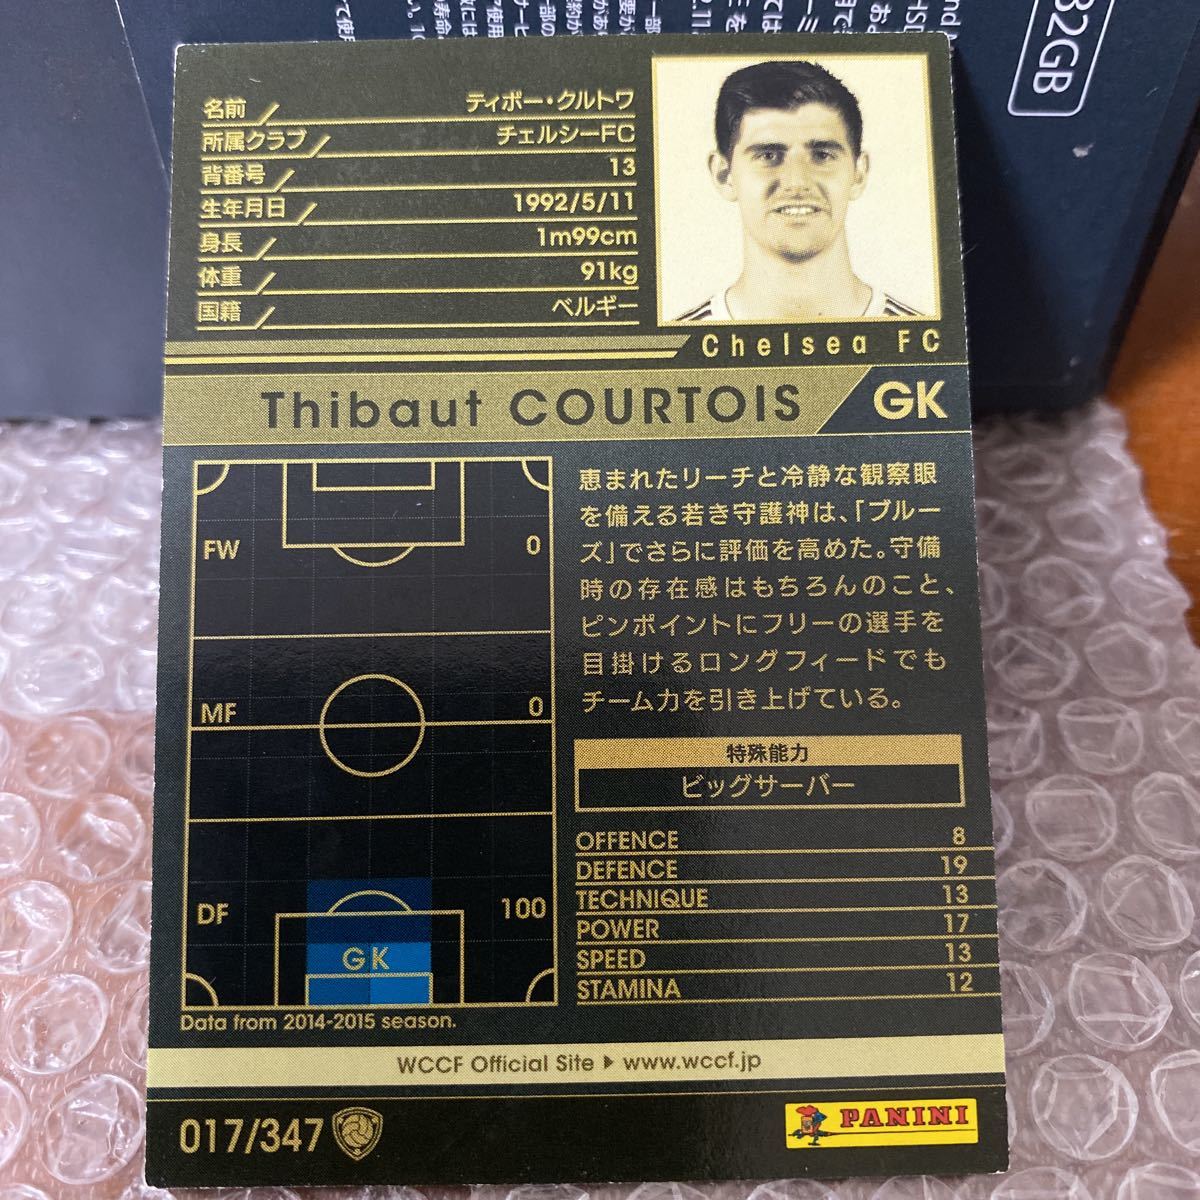 32GB
名前 ティボー・クルトワ
所属クラブ チェルシーFC
背番号 13
生年月日 1992/5/11
身長 1m99cm
体重 91kg
国籍 ベルギー
Chelsea FC
Thibaut COURTOIS GK
恵まれたリーチと冷静な観察眼
を備える若き守護神は、「ブルー
ズ」でさらに評価を高めた。守備
時の存在感はもちろんのこと、
ピンポイントにフリーの選手を
目掛けるロングフィードでも
チーム力を引き上げている。
FW 0
MF 0
DF 100
GK
Data from 2014-2015 season.
特殊能力
ビッグサーバー
OFFENCE 8
DEFENCE 19
TECHNIQUE 13
POWER 17
SPEED 13
STAMINA 12
WCCF Official Site ▶ www.wccf.jp
017/347
PANINI